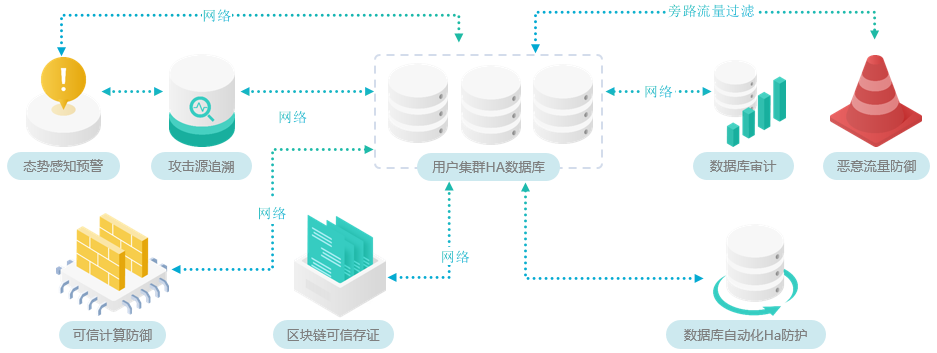 网络
旁路流量过滤
网络
网络
态势感知预警
攻击源追溯
用户集群HA数据库
数据库审计
恶意流量防御
网络
网络
可信计算防御
区块链可信存证
数据库自动化Ha防护